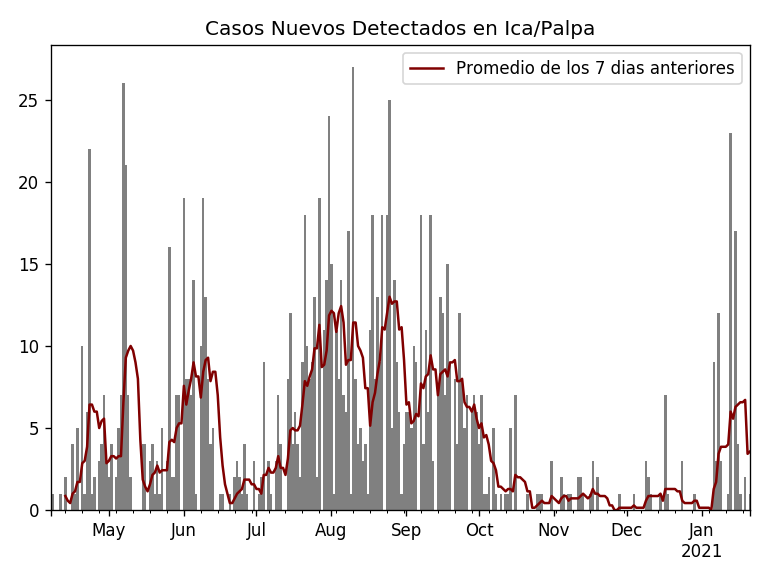 Casos Nuevos Detectados en Ica/Palpa
Promedio de los 7 dias anteriores
25
20
15
10
5
0
May Jun Jul Aug Sep Oct Nov Dec Jan
2021